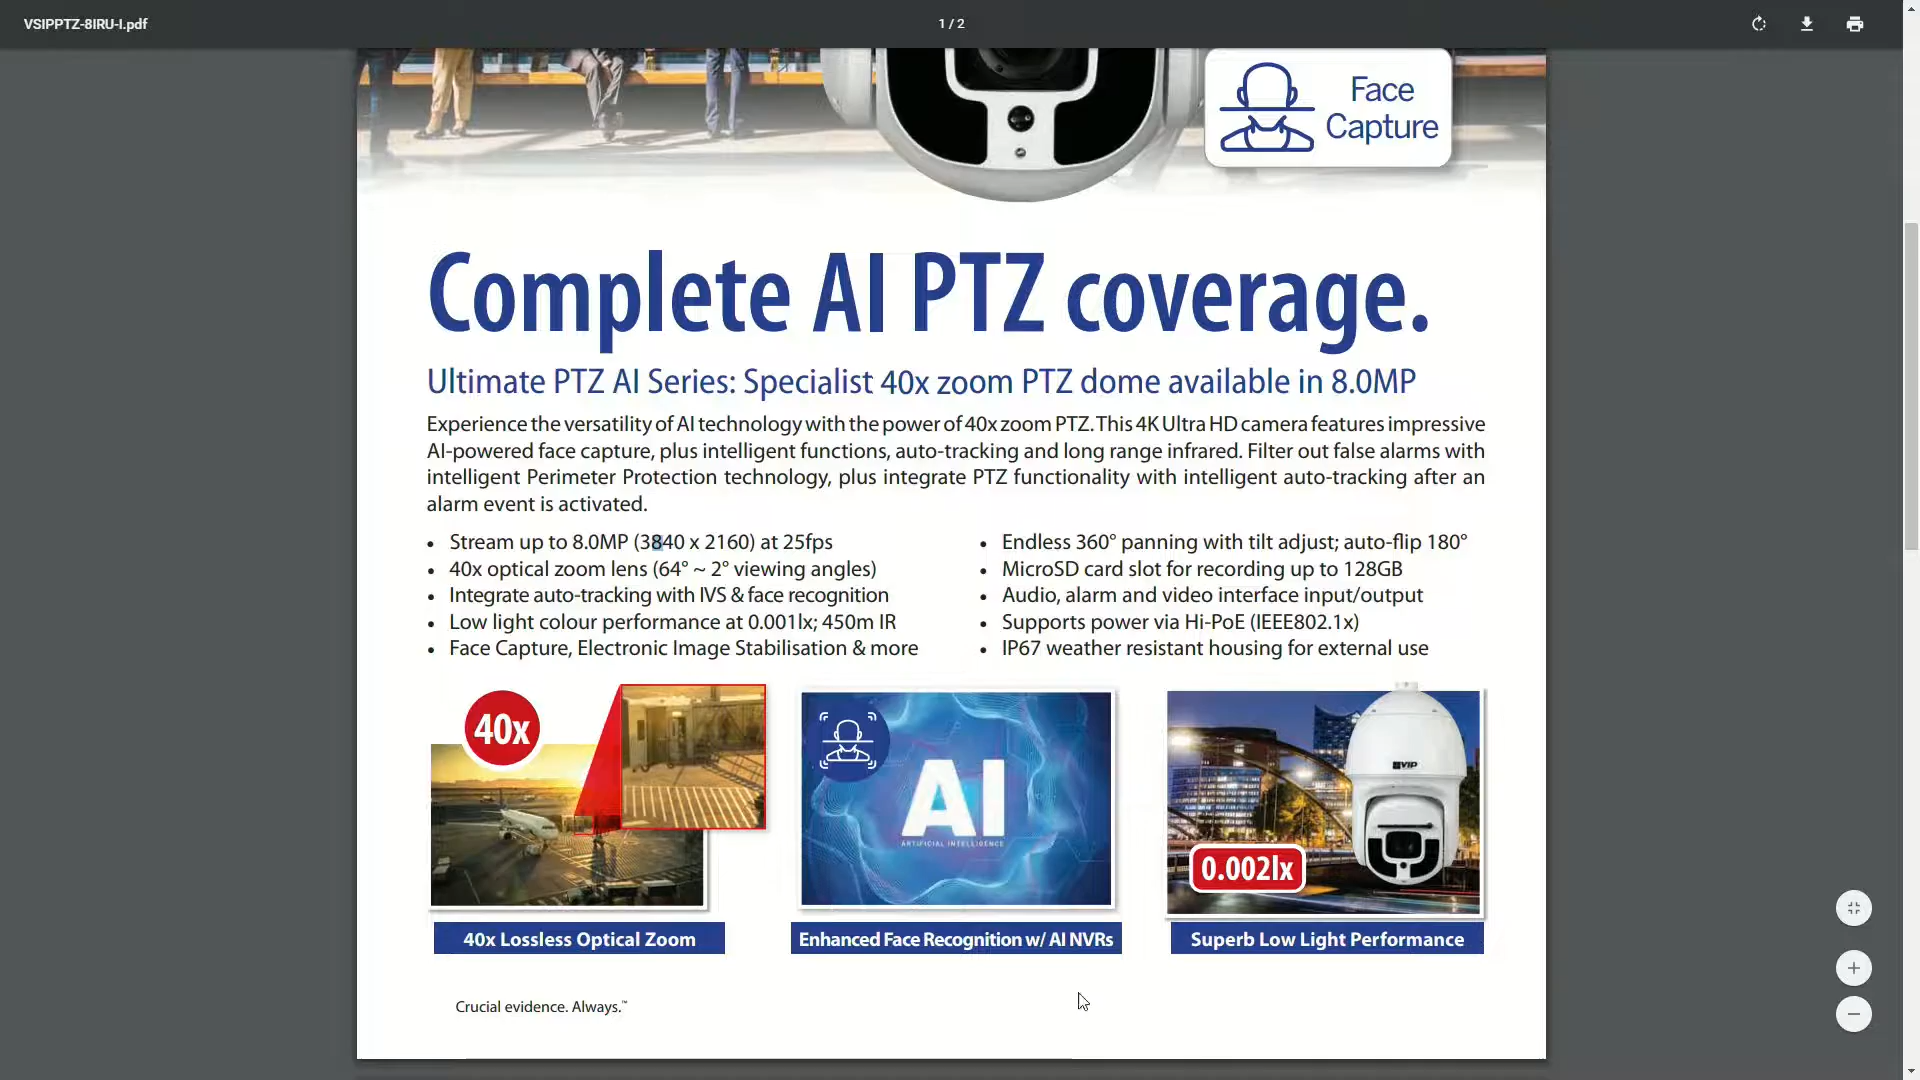 VSIPPTZ-8IRU-I.pdf
1 / 2
Face
Capture
Complete AI PTZ coverage.
Ultimate PTZ AI Series: Specialist 40x zoom PTZ dome available in 8.0MP
Experience the versatility of AI technology with the power of 40x zoom PTZ. This 4K Ultra HD camera features impressive
AI-powered face capture, plus intelligent functions, auto-tracking and long range infrared. Filter out false alarms with
intelligent Perimeter Protection technology, plus integrate PTZ functionality with intelligent auto-tracking after an
alarm event is activated.
• Stream up to 8.0MP (3840 x 2160) at 25fps
• 40x optical zoom lens (64° ~ 2° viewing angles)
• Integrate auto-tracking with IVS & face recognition
• Low light colour performance at 0.001lx; 450m IR
• Face Capture, Electronic Image Stabilisation & more
• Endless 360° panning with tilt adjust; auto-flip 180°
• MicroSD card slot for recording up to 128GB
• Audio, alarm and video interface input/output
• Supports power via Hi-PoE (IEEE802.1x)
• IP67 weather resistant housing for external use
40x
40x Lossless Optical Zoom
AI
ARTIFICIAL INTELLIGENCE
Enhanced Face Recognition w/ AI NVRs
VIP
0.002lx
Superb Low Light Performance
Crucial evidence. Always.™